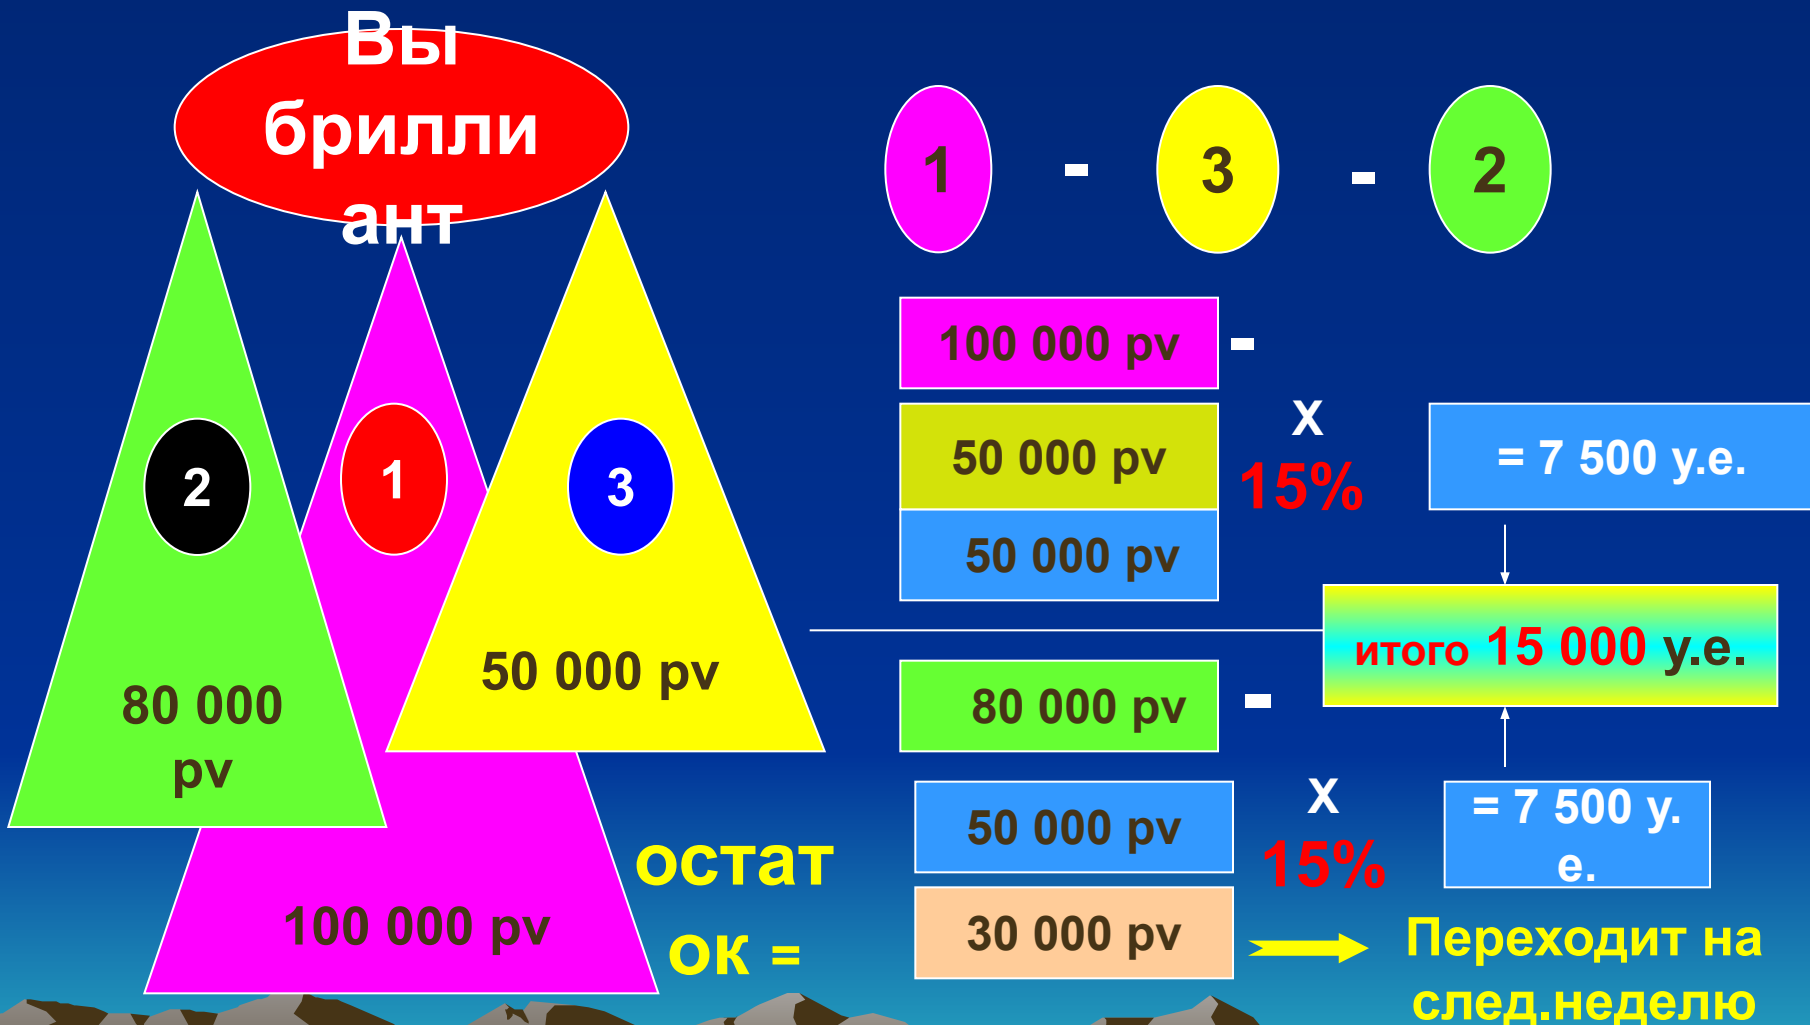 Вы
брилли
ант
2
1
3
80 000
pv
50 000 pv
100 000 pv
1 - 3 - 2
100 000 pv -
50 000 pv
х
15%
= 7 500 у.е.
50 000 pv
итого 15 000 у.е.
80 000 pv -
50 000 pv
х
15%
= 7 500 у.
е.
остат
ок =
30 000 pv
Переходит на
след.неделю